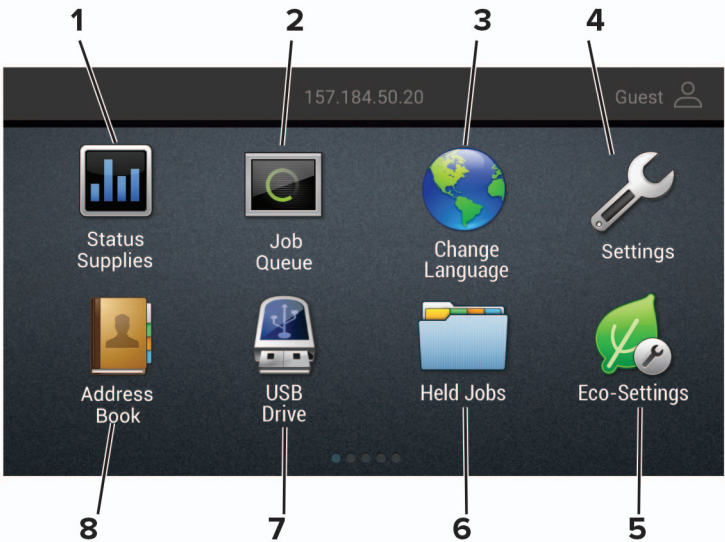 1 2 3 4
157.184.50.20 Guest
Status Job Change Settings
Supplies Queue Language
Address USB Held Jobs Eco-Settings
Book Drive
8 7 6 5